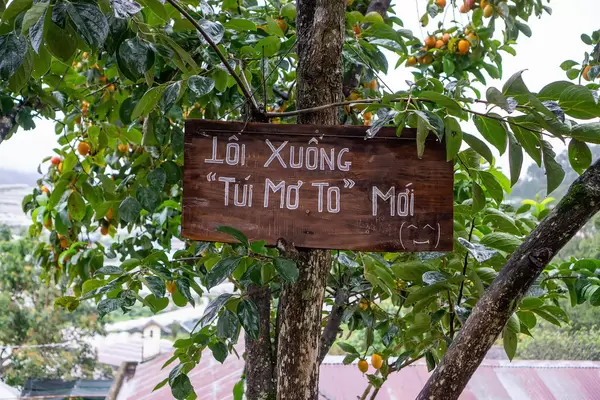 Lối Xuống
"Túi Mơ To" Mới